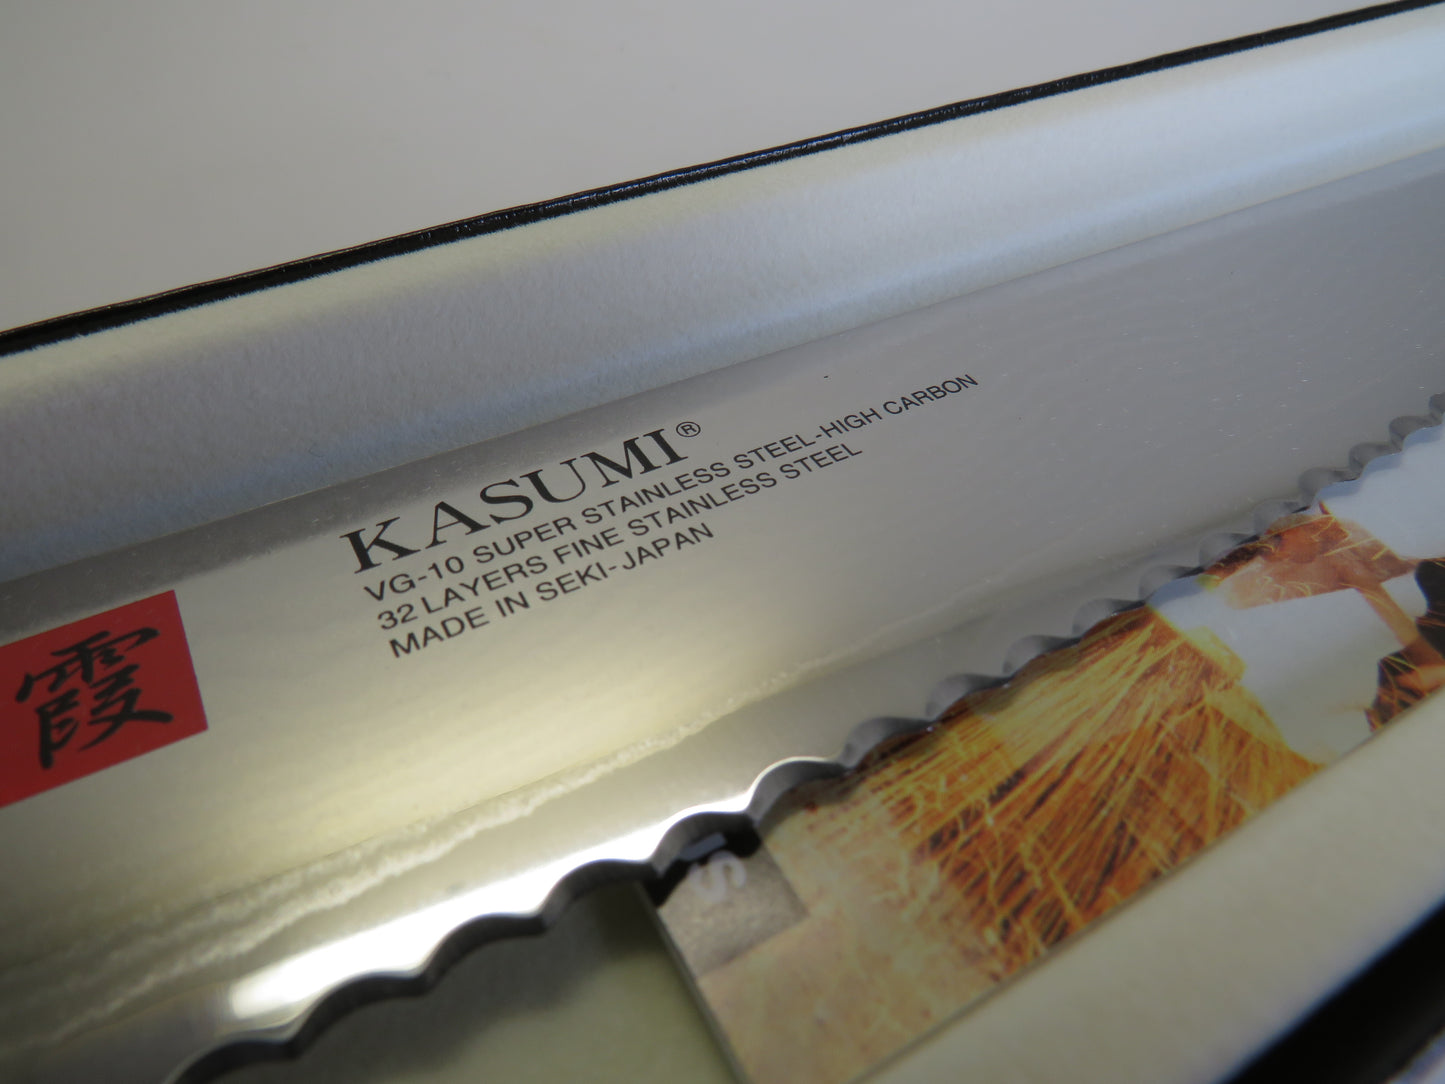 KASUMI®
VG-10 SUPER STAINLESS STEEL-HIGH CARBON
32 LAYERS FINE STAINLESS STEEL
MADE IN SEKI-JAPAN
霞